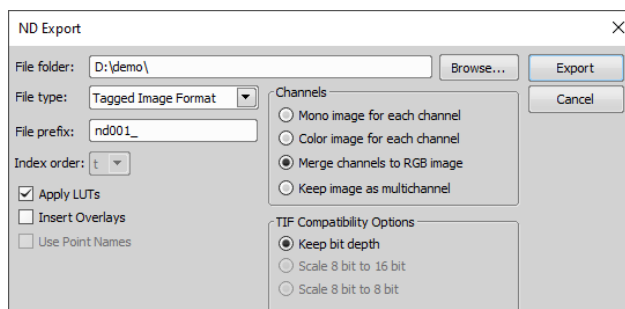 ND Export
File folder: D:\demo\ Browse... Export
File type: Tagged Image Format Cancel
File prefix: nd001_
Index order: t
Apply LUTs
Insert Overlays
Use Point Names
Channels
Mono image for each channel
Color image for each channel
Merge channels to RGB image
Keep image as multichannel
TIF Compatibility Options
Keep bit depth
Scale 8 bit to 16 bit
Scale 8 bit to 8 bit